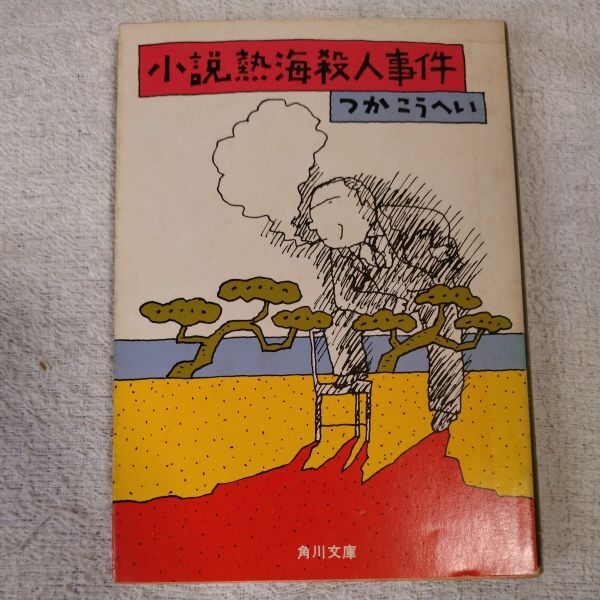 小説熱海殺人事件
つかこうへい
角川文庫